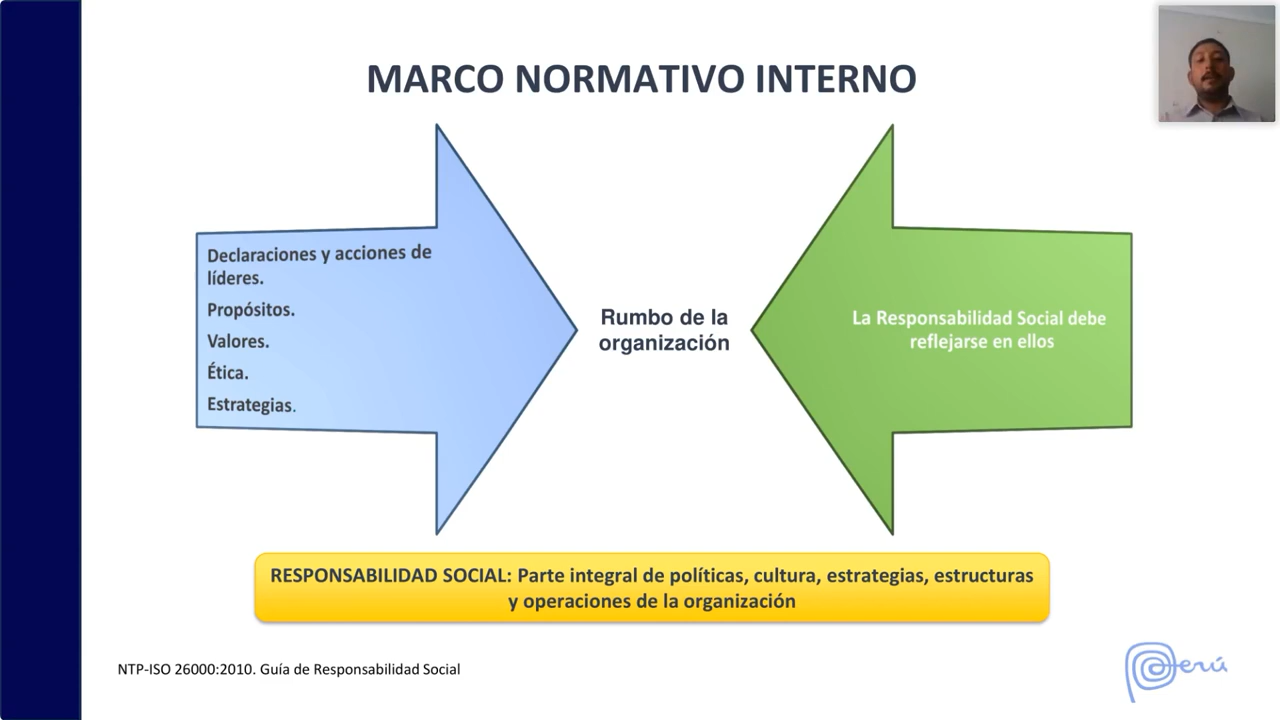 MARCO NORMATIVO INTERNO
Declaraciones y acciones de
líderes.
Propósitos.
Valores.
Ética.
Estrategias.
Rumbo de la
organización
La Responsabilidad Social debe
reflejarse en ellos
RESPONSABILIDAD SOCIAL: Parte integral de políticas, cultura, estrategias, estructuras
y operaciones de la organización
NTP-ISO 26000:2010. Guía de Responsabilidad Social
Perú